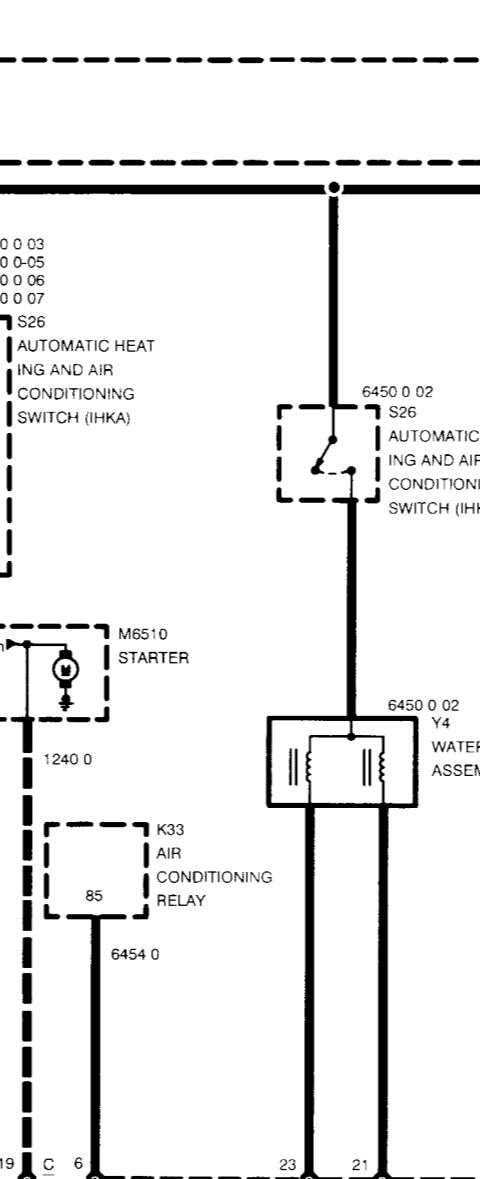 0 0 03
0 0-05
0 0 06
0 0 07
S26
AUTOMATIC HEAT
ING AND AIR
CONDITIONING
SWITCH (IHKA)
6450 0 02
S26
AUTOMATIC
ING AND AIR
CONDITIONI
SWITCH (IHK
M6510
STARTER
M
1240 0
6450 0 02
Y4
WATER
ASSEM
K33
AIR
CONDITIONING
RELAY
85
6454 0
19 C 6 23 21